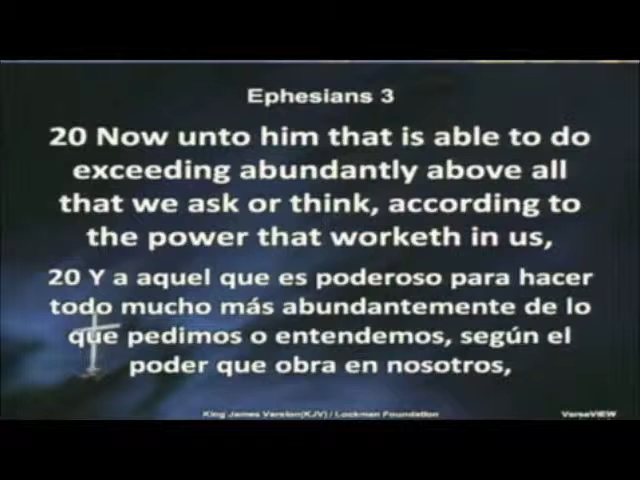 Ephesians 3
20 Now unto him that is able to do
exceeding abundantly above all
that we ask or think, according to
the power that worketh in us,
20 Y a aquel que es poderoso para hacer
todo mucho más abundantemente de lo
que pedimos o entendemos, según el
poder que obra en nosotros,
King James Version(KJV) / Lockman Foundation
VerseVIEW